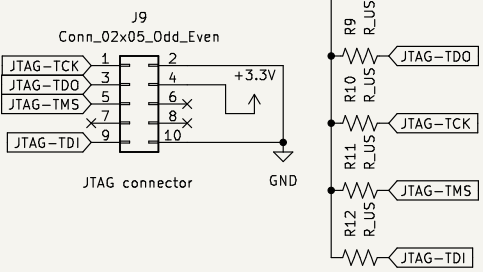 J9
Conn_02x05_Odd_Even
JTAG-TCK 1 2
JTAG-TDO 3 4 +3.3V
JTAG-TMS 5 6
7 8
JTAG-TDI 9 10
JTAG connector
GND
R9
R_US
JTAG-TDO
R10
R_US
JTAG-TCK
R11
R_US
JTAG-TMS
R12
R_US
JTAG-TDI